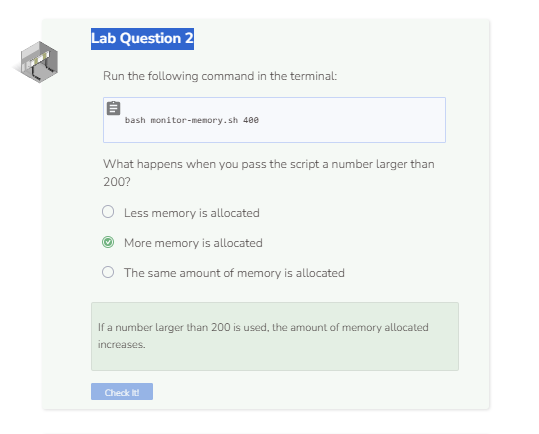 Lab Question 2
Run the following command in the terminal:
bash monitor-memory.sh 400
What happens when you pass the script a number larger than
200?
Less memory is allocated
More memory is allocated
The same amount of memory is allocated
If a number larger than 200 is used, the amount of memory allocated
increases.
Check It!